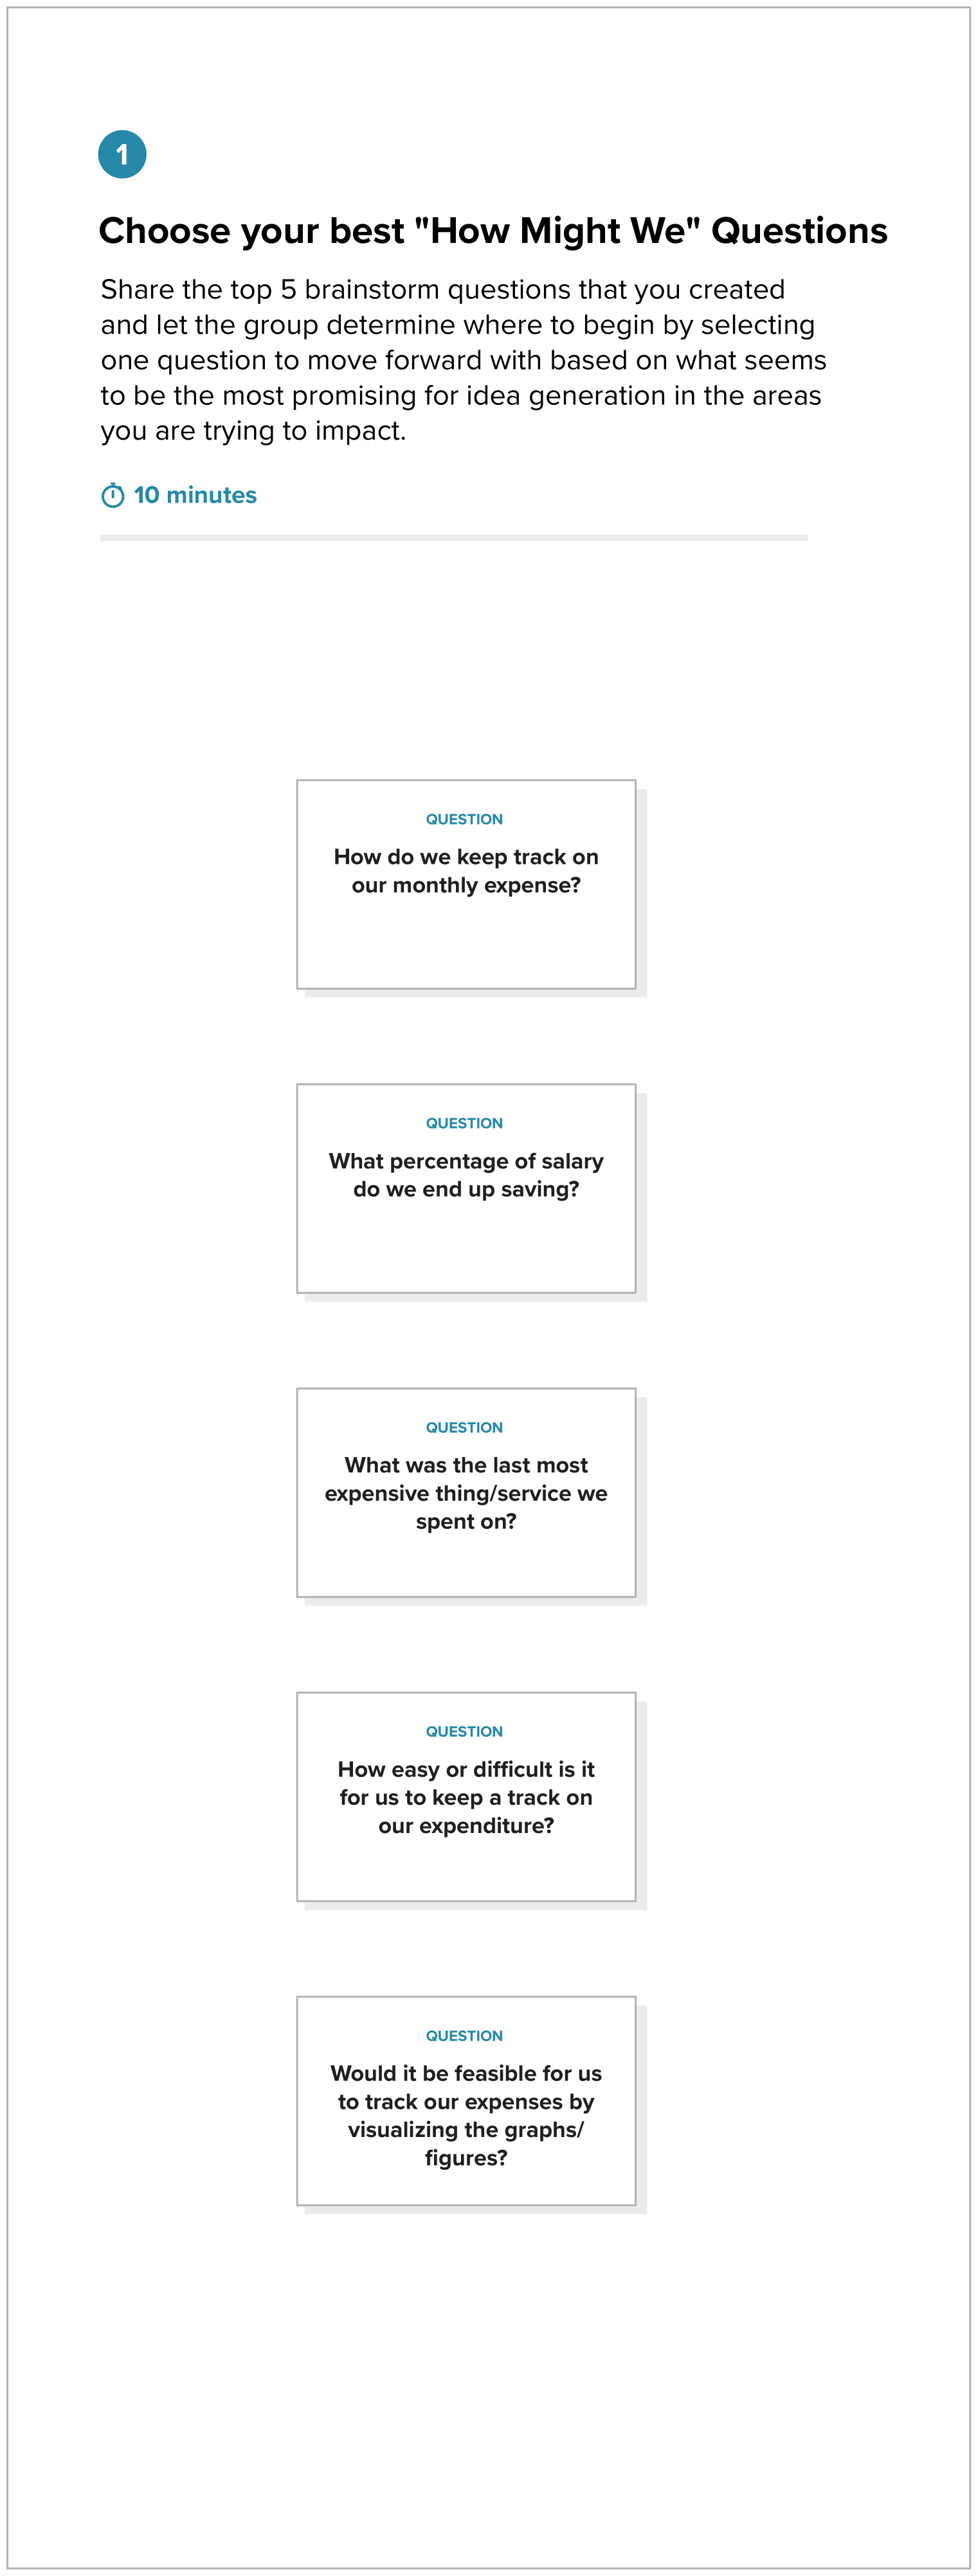 1
Choose your best "How Might We" Questions
Share the top 5 brainstorm questions that you created
and let the group determine where to begin by selecting
one question to move forward with based on what seems
to be the most promising for idea generation in the areas
you are trying to impact.
10 minutes
QUESTION
How do we keep track on
our monthly expense?
QUESTION
What percentage of salary
do we end up saving?
QUESTION
What was the last most
expensive thing/service we
spent on?
QUESTION
How easy or difficult is it
for us to keep a track on
our expenditure?
QUESTION
Would it be feasible for us
to track our expenses by
visualizing the graphs/
figures?